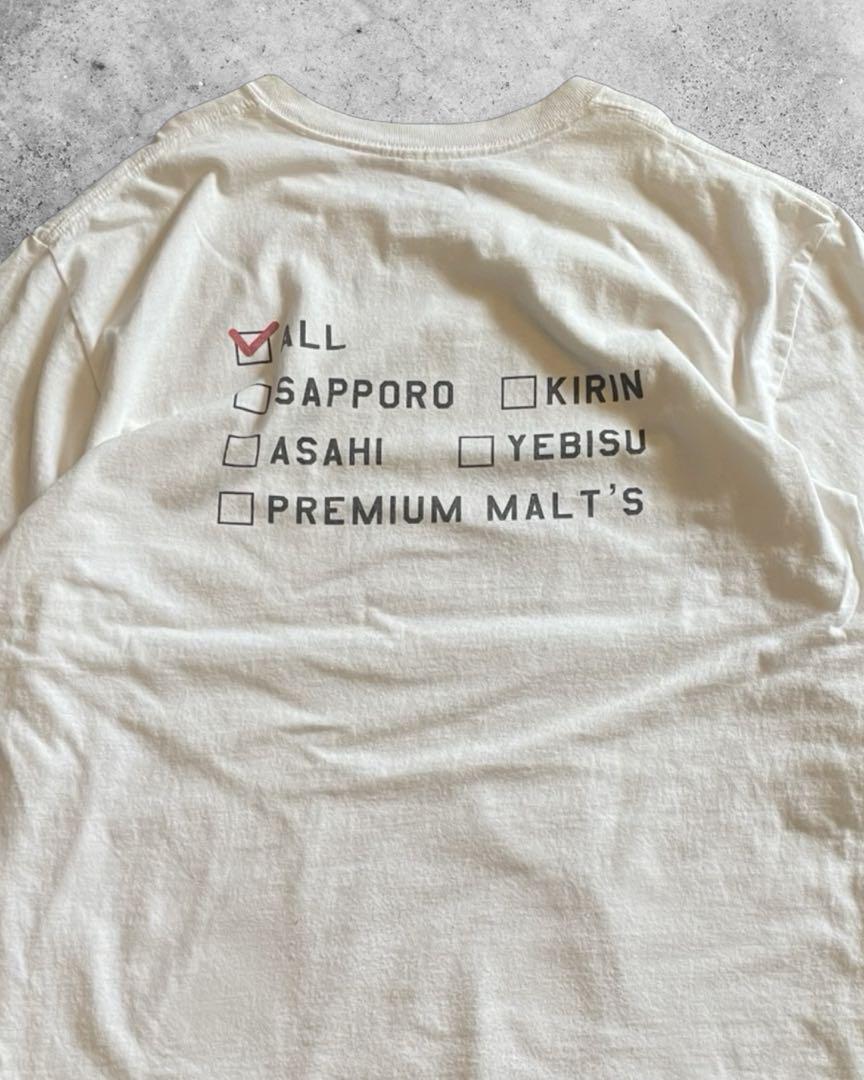 ALL
SAPPORO KIRIN
ASAHI YEBISU
PREMIUM MALT'S